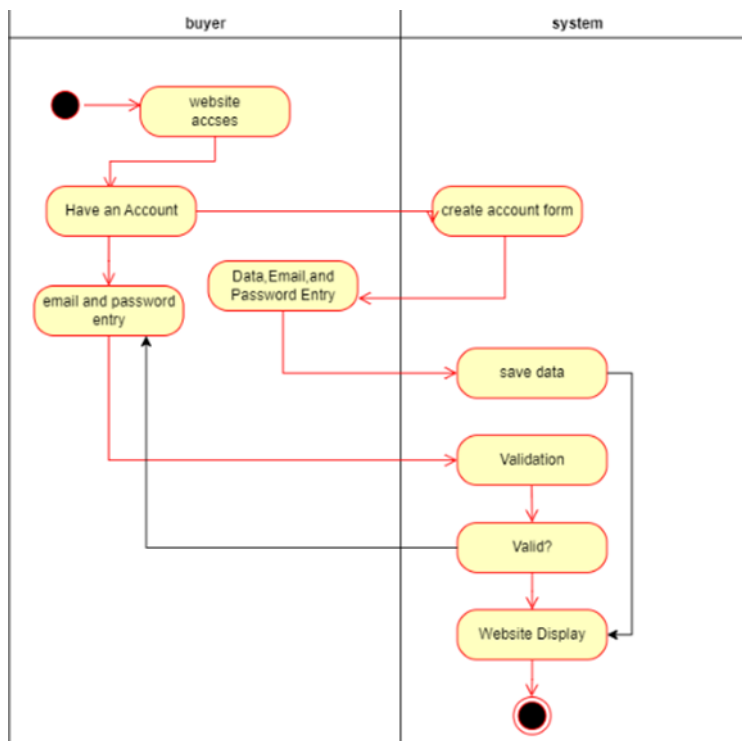 buyer
system
website
accses
Have an Account
create account form
Data,Email,and
Password Entry
email and password
entry
save data
Validation
Valid?
Website Display